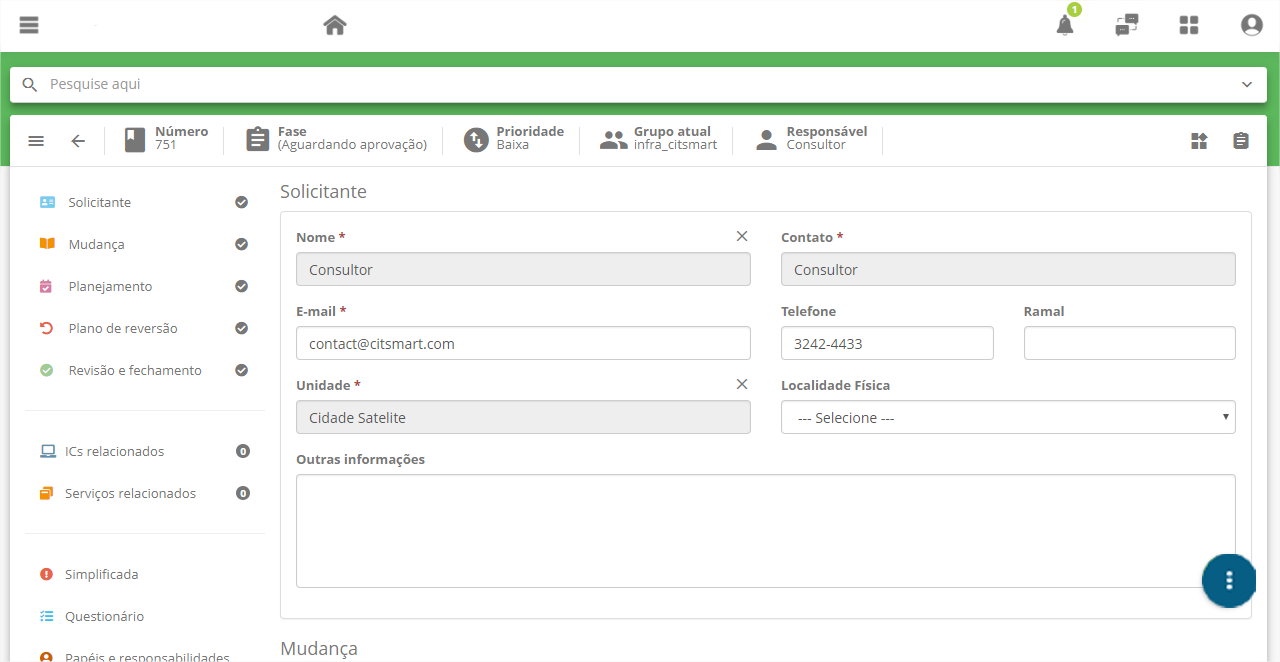 1
Pesquise aqui
Número
751
Fase
(Aguardando aprovação)
Prioridade
Baixa
Grupo atual
infra_citsmart
Responsável
Consultor
Solicitante
Mudança
Planejamento
Plano de reversão
Revisão e fechamento
ICs relacionados 0
Serviços relacionados 0
Simplificada
Questionário
Papéis e responsabilidades
Solicitante
Nome *
Consultor
Contato *
Consultor
E-mail *
contact@citsmart.com
Telefone
3242-4433
Ramal
Unidade *
Cidade Satelite
Localidade Física
--- Selecione ---
Outras informações
Mudança